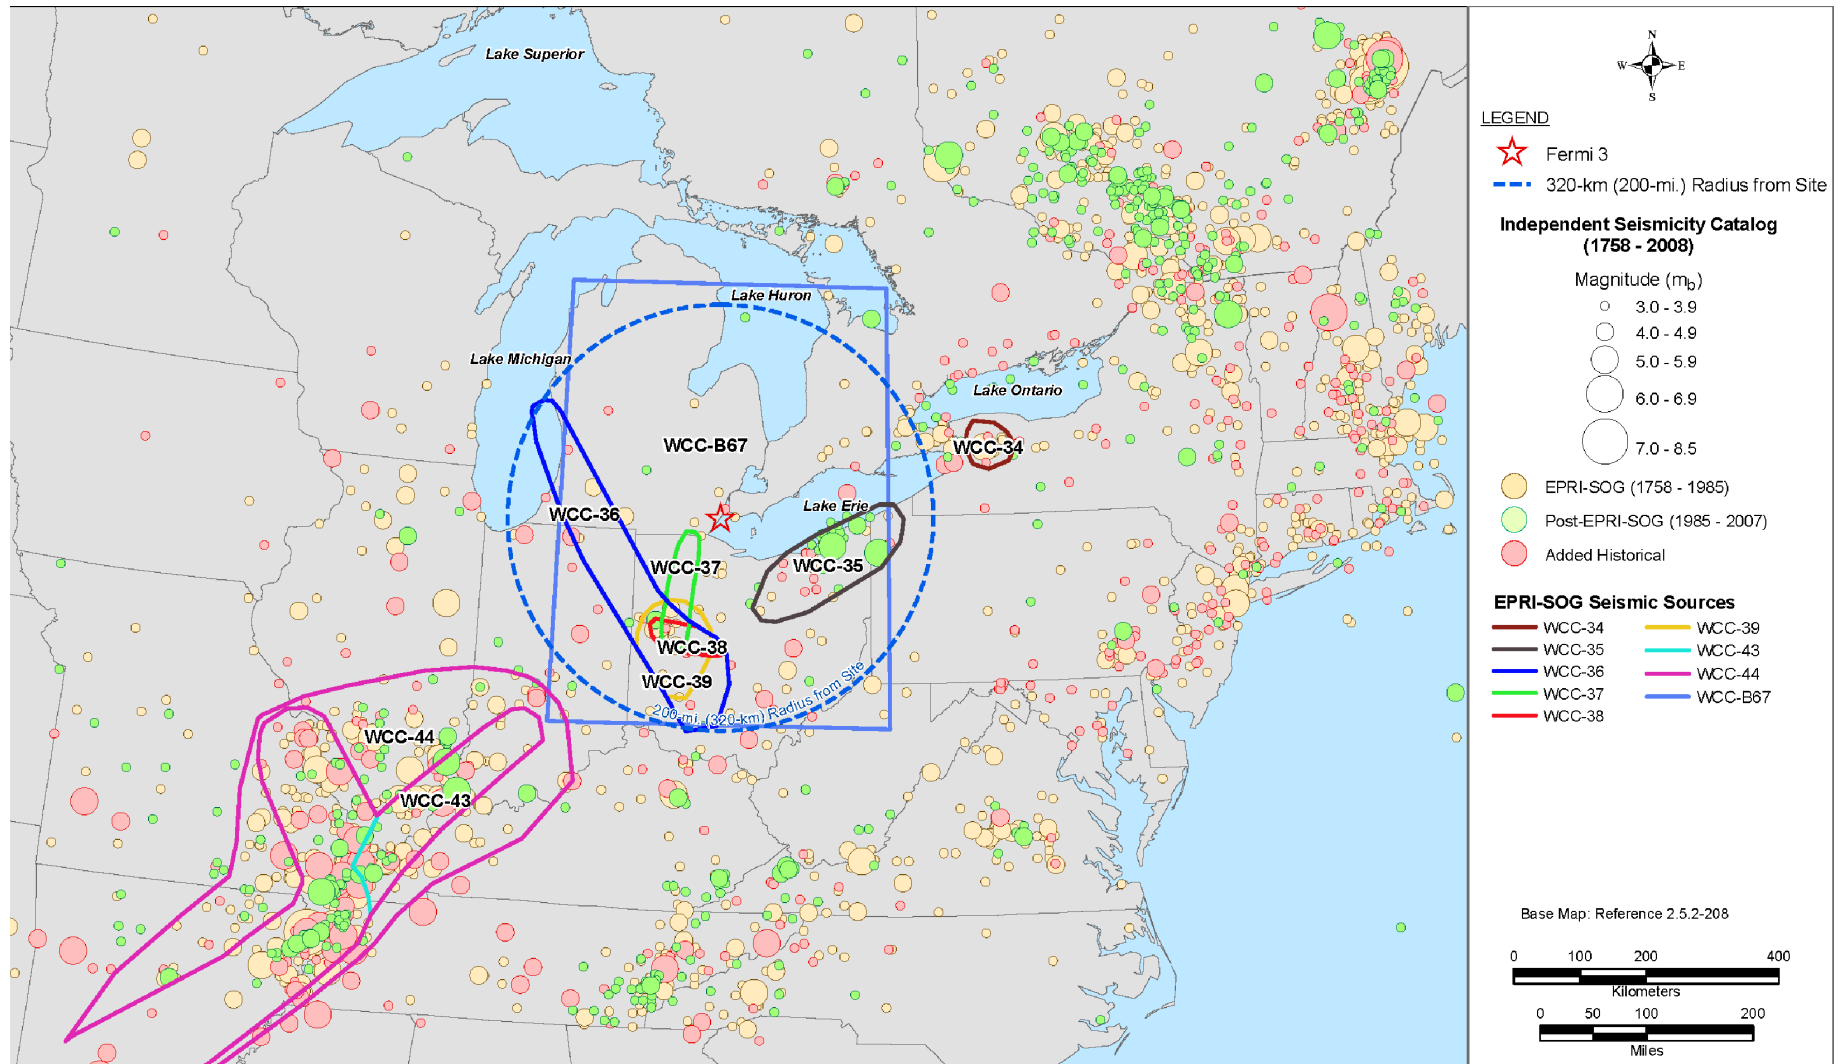 Lake Superior
Lake Huron
Lake Michigan
Lake Ontario
WCC-B67
WCC-34
Lake Erie
WCC-36
WCC-37
WCC-35
WCC-38
WCC-39
200-mi. (320-km) Radius from Site
WCC-44
WCC-43
N
W E
S
LEGEND
Fermi 3
320-km (200-mi.) Radius from Site
Independent Seismicity Catalog
(1758 - 2008)
Magnitude (mb)
3.0 - 3.9
4.0 - 4.9
5.0 - 5.9
6.0 - 6.9
7.0 - 8.5
EPRI-SOG (1758 - 1985)
Post-EPRI-SOG (1985 - 2007)
Added Historical
EPRI-SOG Seismic Sources
WCC-34 WCC-39
WCC-35 WCC-43
WCC-36 WCC-44
WCC-37 WCC-B67
WCC-38
Base Map: Reference 2.5.2-208
0 100 200 400
Kilometers
0 50 100 200
Miles